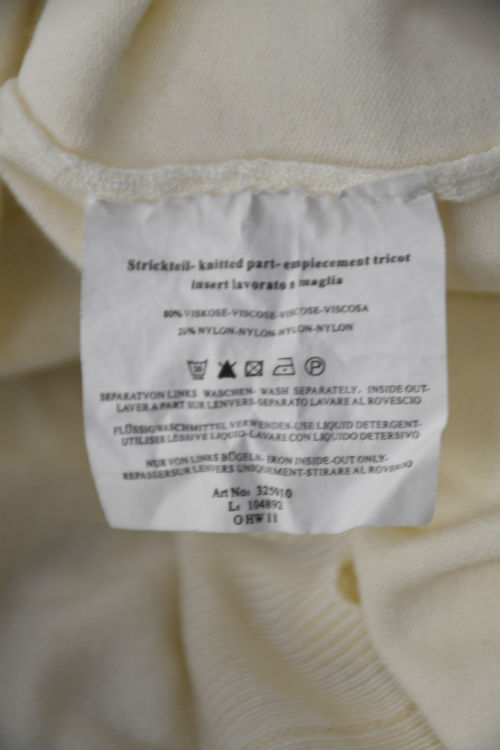 Strickteil- knitted part- empiecement tricot
insert lavorato a maglia
80% VISKOSE-VISCOSE-VISCOSE-VISCOSA
20% NYLON-NYLON-NYLON-NYLON
30 P
SEPARATVON LINKS WASCHEN- WASH SEPARATELY. INSIDE OUT-
LAVER A PART SUR LENVERS-SEPARATO LAVARE AL ROVESCIO
FLÜSSIGWASCHMITTEL VERWENDEN-USE LIQUID DETERGENT-
UTILISER LESSIVE LIQUID-LAVARE CON LIQUIDO DETERSIVO
NUR VON LINKS BÜGELN. IRON INSIDE-OUT ONLY-
REPASSERSUR LENVERS UNIQUEMENT-STIRARE AL ROVESCIO
Art No: 325910
L: 104892
OHW11